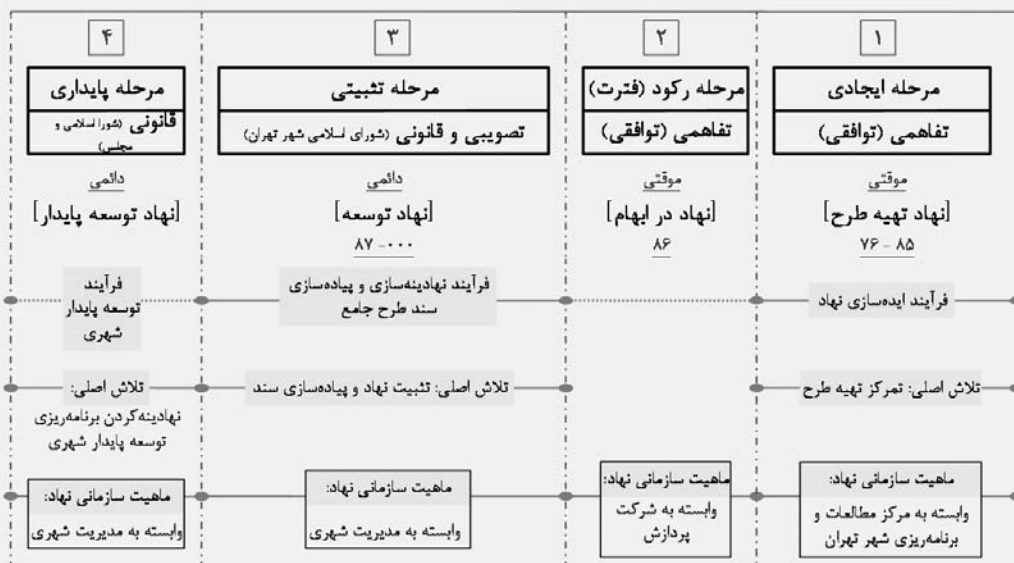 ۱
مرحله ایجادی
تفاهمی (توافقی)
موقتی
[نهاد تهیه طرح]
۷۶ - ۸۵
فرآیند ایده‌سازی نهاد
تلاش اصلی: تمرکز تهیه طرح
ماهیت سازمانی نهاد:
وابسته به مرکز مطالعات و
برنامه‌ریزی شهر تهران
۲
مرحله رکود (فترت)
تفاهمی (توافقی)
موقتی
[نهاد در ابهام]
۸۶
ماهیت سازمانی نهاد:
وابسته به شرکت
پردازش
۳
مرحله تثبیتی
تصویبی و قانونی (شورای اسلامی شهر تهران)
دائمی
[نهاد توسعه]
۸۷ -۰۰۰
فرآیند نهادینه‌سازی و پیاده‌سازی
سند طرح جامع
تلاش اصلی: تثبیت نهاد و پیاده‌سازی سند
ماهیت سازمانی نهاد:
وابسته به مدیریت شهری
۴
مرحله پایداری
قانونی (شورا اسلامی و
مجلس)
دائمی
[نهاد توسعه پایدار]
فرآیند
توسعه پایدار
شهری
تلاش اصلی:
نهادینه‌کردن برنامه‌ریزی
توسعه پایدار شهری
ماهیت سازمانی نهاد:
وابسته به مدیریت شهری